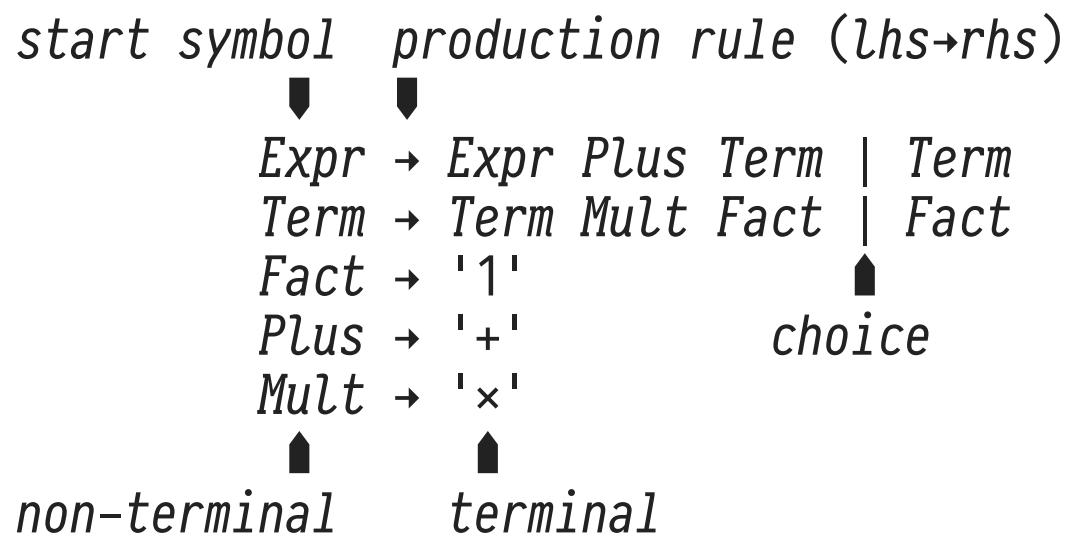 start symbol production rule (lhs→rhs)
Expr → Expr Plus Term | Term
Term → Term Mult Fact | Fact
Fact → '1'
Plus → '+'
choice
Mult → '×'
non-terminal terminal